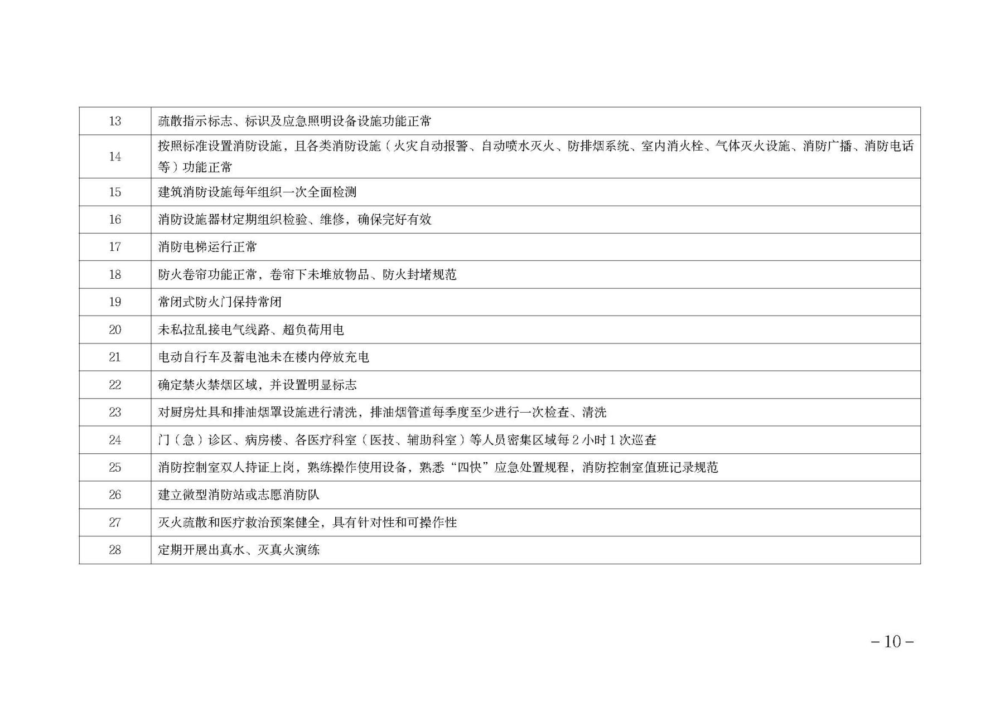 13 疏散指示标志、标识及应急照明设备设施功能正常
14 按照标准设置消防设施，且各类消防设施（火灾自动报警、自动喷水灭火、防排烟系统、室内消火栓、气体灭火设施、消防广播、消防电话
等）功能正常
15 建筑消防设施每年组织一次全面检测
16 消防设施器材定期组织检验、维修，确保完好有效
17 消防电梯运行正常
18 防火卷帘功能正常，卷帘下未堆放物品、防火封堵规范
19 常闭式防火门保持常闭
20 未私拉乱接电气线路、超负荷用电
21 电动自行车及蓄电池未在楼内停放充电
22 确定禁火禁烟区域，并设置明显标志
23 对厨房灶具和排油烟罩设施进行清洗，排油烟管道每季度至少进行一次检查、清洗
24 门（急）诊区、病房楼、各医疗科室（医技、辅助科室）等人员密集区域每2小时1次巡查
25 消防控制室双人持证上岗，熟练操作使用设备，熟悉“四快”应急处置规程，消防控制室值班记录规范
26 建立微型消防站或志愿消防队
27 灭火疏散和医疗救治预案健全，具有针对性和可操作性
28 定期开展出真水、灭真火演练
－10－